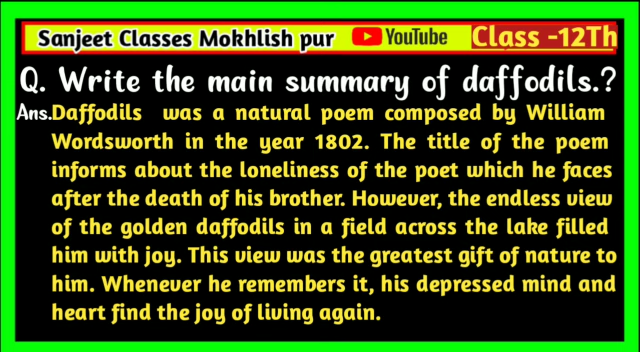 Sanjeet Classes Mokhlish pur YouTube Class -12Th
Q. Write the main summary of daffodils.?
Ans.Daffodils was a natural poem composed by William
Wordsworth in the year 1802. The title of the poem
informs about the loneliness of the poet which he faces
after the death of his brother. However, the endless view
of the golden daffodils in a field across the lake filled
him with joy. This view was the greatest gift of nature to
him. Whenever he remembers it, his depressed mind and
heart find the joy of living again.